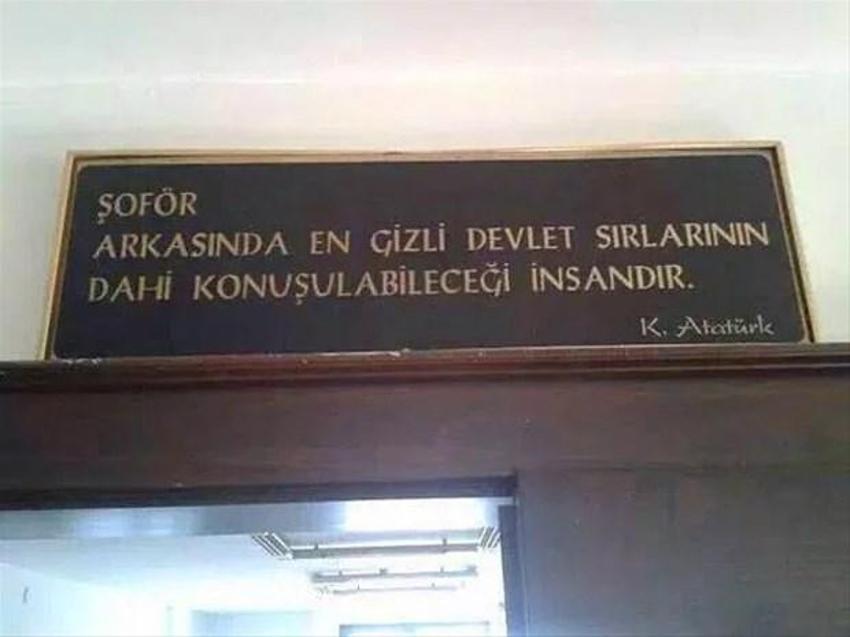 ŞOFÖR
ARKASINDA EN GİZLİ DEVLET SIRLARININ
DAHİ KONUŞULABİLECEĞİ İNSANDIR.
K. Atatürk